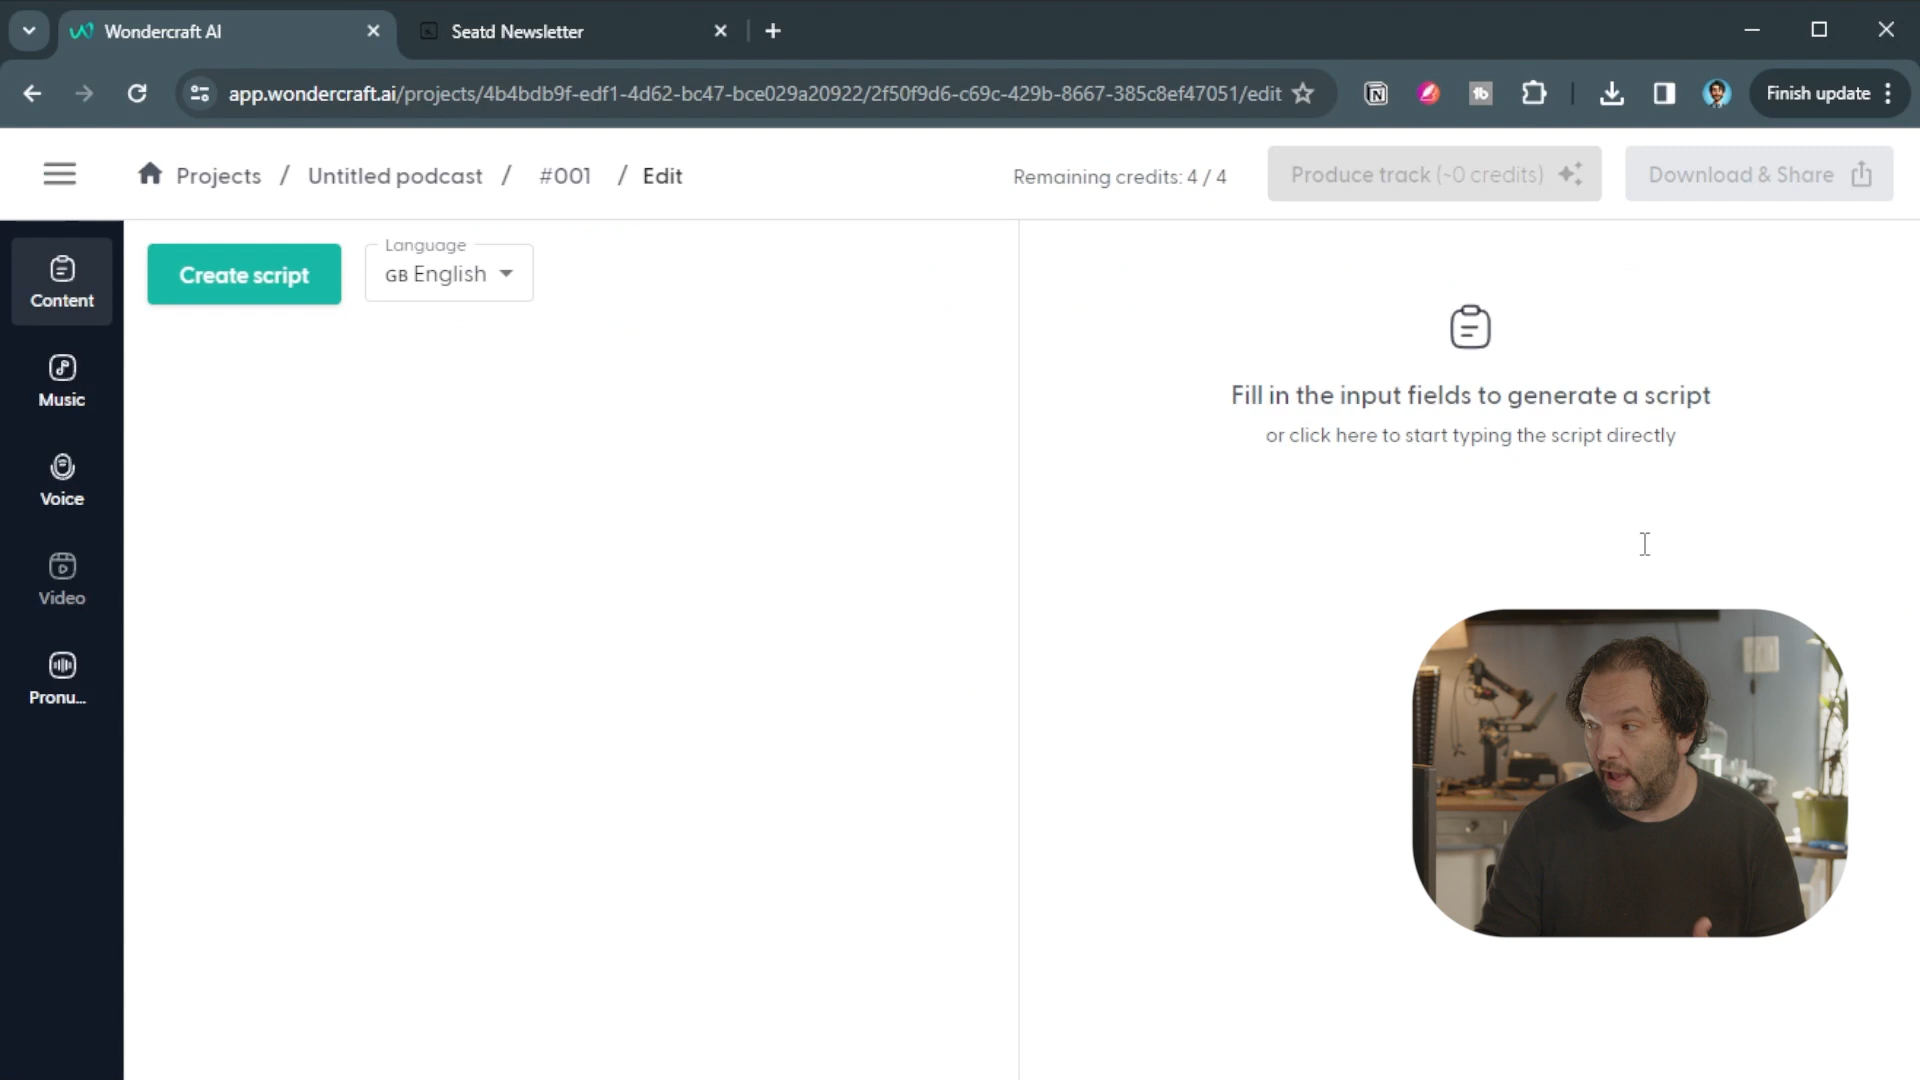 Wondercraft AI
Seatd Newsletter
app.wondercraft.ai/projects/4b4bdb9f-edf1-4d62-bc47-bce029a20922/2f50f9d6-c69c-429b-8667-385c8ef47051/edit
Finish update
Projects / Untitled podcast / #001 / Edit
Remaining credits: 4 / 4
Produce track (~0 credits)
Download & Share
Content
Music
Voice
Video
Pronu...
Create script
Language
GB English
Fill in the input fields to generate a script
or click here to start typing the script directly